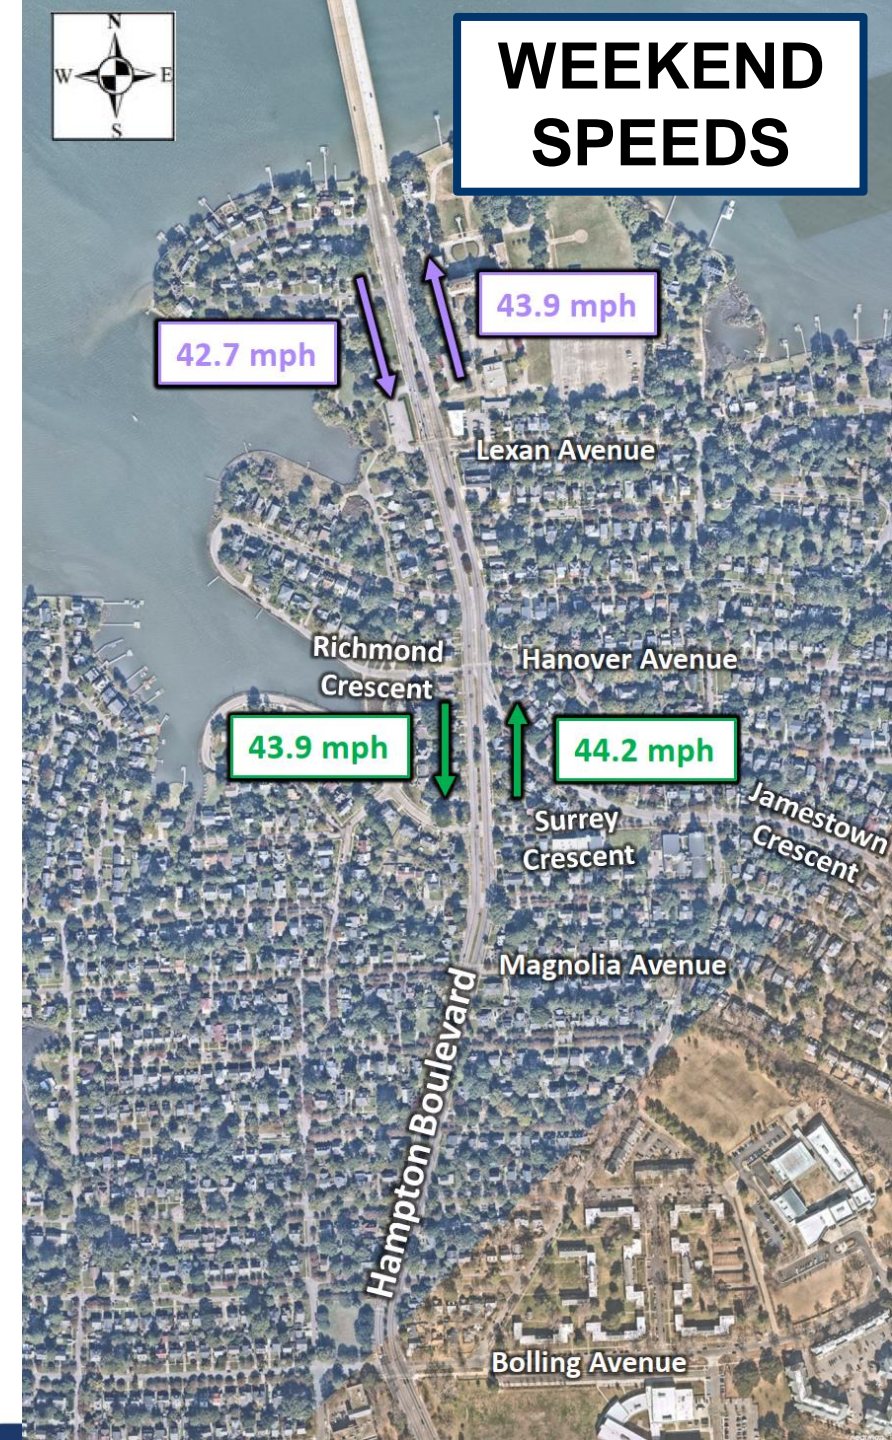 N
W E
S
WEEKEND
SPEEDS
43.9 mph
42.7 mph
Lexan Avenue
Richmond
Crescent
Hanover Avenue
43.9 mph
44.2 mph
Surrey
Crescent
Jamestown
Crescent
Magnolia Avenue
Hampton Boulevard
Bolling Avenue